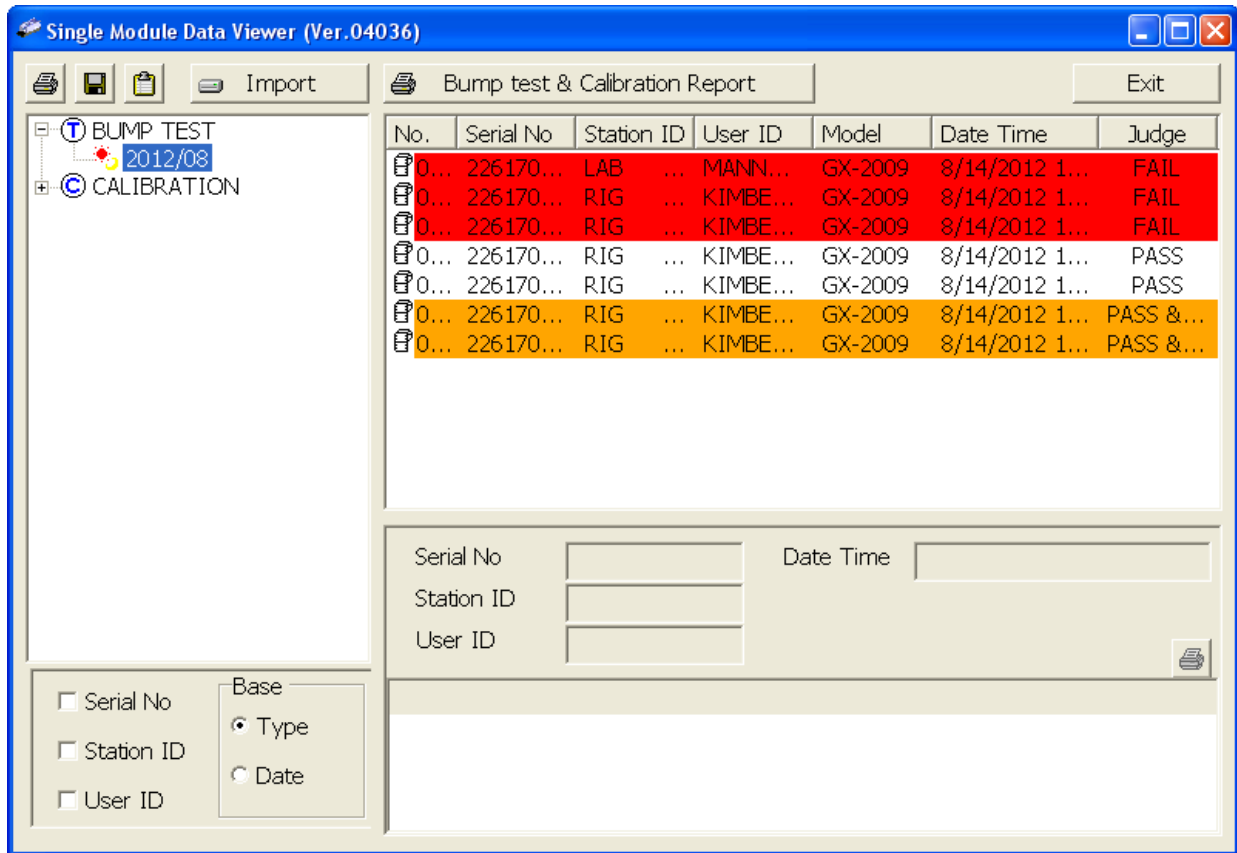 Single Module Data Viewer (Ver.04036)
Import
Bump test & Calibration Report
Exit
T BUMP TEST
2012/08
C CALIBRATION
No. Serial No Station ID User ID Model Date Time Judge
0... 226170... LAB ... MANN... GX-2009 8/14/2012 1... FAIL
0... 226170... RIG ... KIMBE... GX-2009 8/14/2012 1... FAIL
0... 226170... RIG ... KIMBE... GX-2009 8/14/2012 1... FAIL
0... 226170... RIG ... KIMBE... GX-2009 8/14/2012 1... PASS
0... 226170... RIG ... KIMBE... GX-2009 8/14/2012 1... PASS
0... 226170... RIG ... KIMBE... GX-2009 8/14/2012 1... PASS &...
0... 226170... RIG ... KIMBE... GX-2009 8/14/2012 1... PASS &...
Serial No Date Time
Station ID
User ID
Serial No
Station ID
User ID
Base
Type
Date